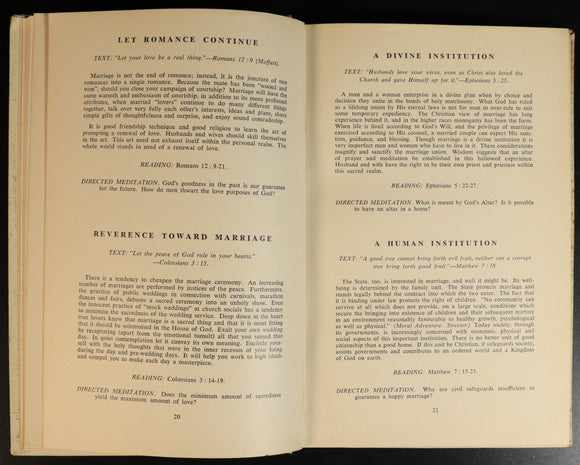 LET ROMANCE CONTINUE
TEXT: "Let your love be a real thing."—Romans 12 : 9 (Moffatt).
Marriage is not the end of romance; instead, it is the juncture of two
romances into a single romance. Because the mate has been "wooed and
won", should you close your campaign of courtship? Marriage will have the
same warmth and enthusiasms of courtship, in addition to its more profound
attributes, when married "lovers" continue to do many different things
together, talk over very fully each other's interests, ideas and plans, share
simple gifts of thoughtfulness and surprise, and enjoy sound comradeship.
It is good friendship technique and good religion to learn the art of
prompting a renewal of love. Husbands and wives should skill themselves
in the art. This art need not exhaust itself within the personal realm. The
whole world stands in need of a renewal of love.
READING: Romans 12 : 9-21.
DIRECTED MEDITATION. God's goodness in the past is our guarantee
for the future. How do men thwart the love purposes of God?
REVERENCE TOWARD MARRIAGE
TEXT: "Let the peace of God rule in your hearts."
—Colossians 3 : 15.
There is a tendency to cheapen the marriage ceremony. An increasing
number of marriages are performed by justices of the peace. Furthermore,
the practice of public weddings in connection with carnivals, marathon
dances and fairs, debases a sacred ceremony into an unholy show. Even
the innocent practice of "mock weddings" at church socials has a tendency
to minimise the sacredness of the wedding service. Deep down in the heart
true lovers know that marriage is a sacred thing and that it is most fitting
that it should be solemnised in the House of God. Exalt your own wedding
by recapturing (apart from the emotional tumult) all that you sensed that
day. In quiet contemplation let it convey its own meaning. Encircle your-
self with the holy thoughts that were in the inner recesses of your being
during the day and pre-wedding days. It will help you to work high ideals
and compel you to make each day a masterpiece.
READING: Colossians 3 : 14-19.
DIRECTED MEDITATION. Does the minimum amount of sacredness
yield the maximum amount of love?
20
A DIVINE INSTITUTION
TEXT: "Husbands love your wives, even as Christ also loved the
Church and gave Himself up for it."—Ephesians 5 : 25.
A man and a woman enterprise in a divine plan when by choice and
decision they unite in the bonds of holy matrimony. What God has ruled
as a lifelong union by His eternal laws is not for man to over-rule to suit
some temporary expediency. The Christian view of marriage has long
experience behind it, and in the higher races monogamy has been the form.
When life is lived according to God's Will, and the privilege of marriage
exercised according to His counsel, a married couple can expect His sanc-
tion, guidance, and blessing. Though marriage is a divine institution it is
very imperfect men and women who have to live in it. These considerations
magnify and sanctify the marriage union. Wisdom suggests that an altar
of prayer and meditation be established in this hallowed experience.
Husband and wife have the right to be their own priest and priestess within
this sacred realm.
READING: Ephesians 5 : 22-27.
DIRECTED MEDITATION. What is meant by God's Altar? Is it possible
to have an altar in a home?
A HUMAN INSTITUTION
TEXT: "A good tree cannot bring forth evil fruit, neither can a corrupt
tree bring forth good fruit."—Matthew 7 : 18.
The State, too, is interested in marriage, and well it might be. Its well-
being is determined by the family unit. The State protects marriage and
stands legally behind the contract into which the two enter. The fact that
it is binding under law protects the right of children. "No community can
survive at all which does not provide, on a large scale, conditions which
secure the bringing into existence of children and their subsequent nurture
in an environment reasonably favourable to healthy growth, psychological
as well as physical." (Moral Adventure. Streeter.) Today society, through
its governments, is increasingly concerned with economic, physical and
social aspects of this important institution. There is no better unit of good
citizenship than a good home. If this unit be Christian, it safeguards society,
assists governments and contributes to an ordered world and a Kingdom
of God on earth.
READING: Matthew 7 : 15-23.
DIRECTED MEDITATION. Why are civil safeguards insufficient to
guarantee a happy marriage?
21